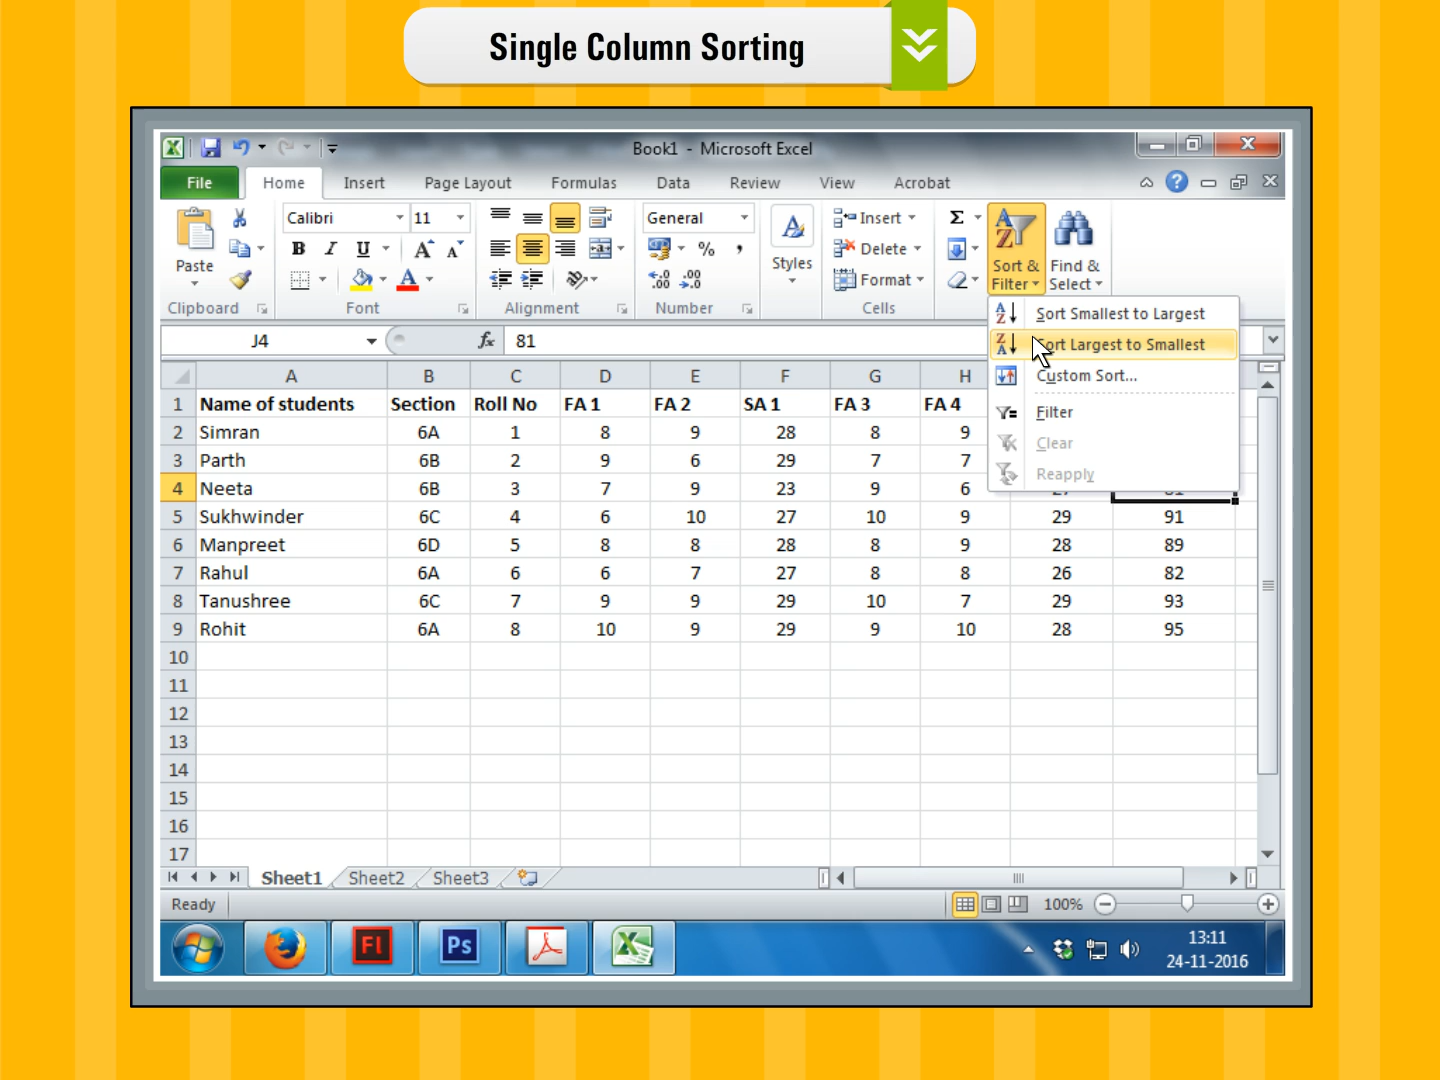 Single Column Sorting
Book1 - Microsoft Excel
File Home Insert Page Layout Formulas Data Review View Acrobat
Calibri 11 General Insert Σ
B I U A A % , Delete
Paste Styles Sort & Filter Find & Select
A .00 .00 Format
Clipboard Font Alignment Number Cells
Sort Smallest to Largest
J4 fx 81
ort Largest to Smallest
Custom Sort...
Filter
Clear
Reapply
A B C D E F G H
1 Name of students Section Roll No FA 1 FA 2 SA 1 FA 3 FA 4
2 Simran 6A 1 8 9 28 8 9
3 Parth 6B 2 9 6 29 7 7
4 Neeta 6B 3 7 9 23 9 6
5 Sukhwinder 6C 4 6 10 27 10 9 29 91
6 Manpreet 6D 5 8 8 28 8 9 28 89
7 Rahul 6A 6 6 7 27 8 8 26 82
8 Tanushree 6C 7 9 9 29 10 7 29 93
9 Rohit 6A 8 10 9 29 9 10 28 95
10
11
12
13
14
15
16
17
Sheet1 Sheet2 Sheet3
Ready 100%
Fl Ps
13:11
24-11-2016